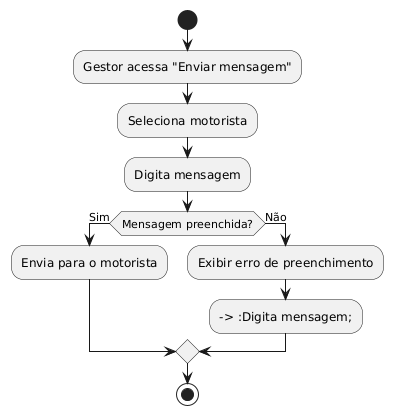 Gestor acessa "Enviar mensagem"
Seleciona motorista
Digita mensagem
Sim
Mensagem preenchida?
Não
Envia para o motorista
Exibir erro de preenchimento
-> :Digita mensagem;